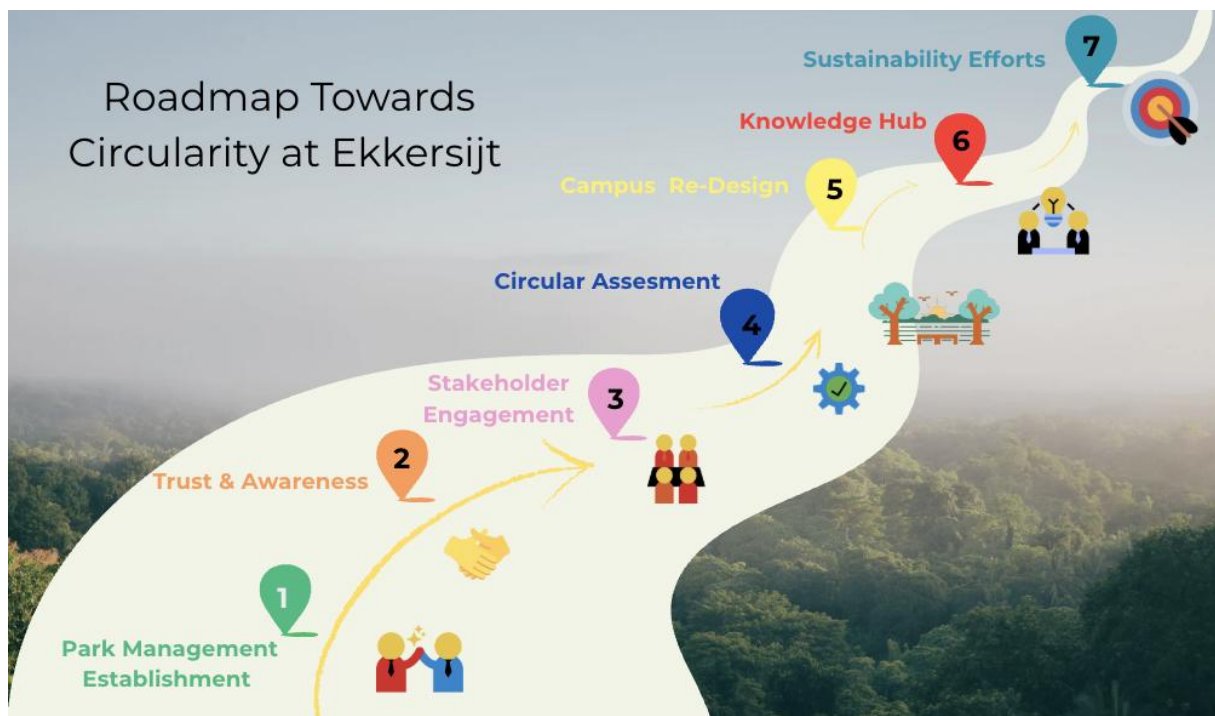 Roadmap Towards
Circularity at Ekkersijt
7
Sustainability Efforts
6
Knowledge Hub
5
Campus Re-Design
4
Circular Assesment
3
Stakeholder
Engagement
2
Trust & Awareness
1
Park Management
Establishment